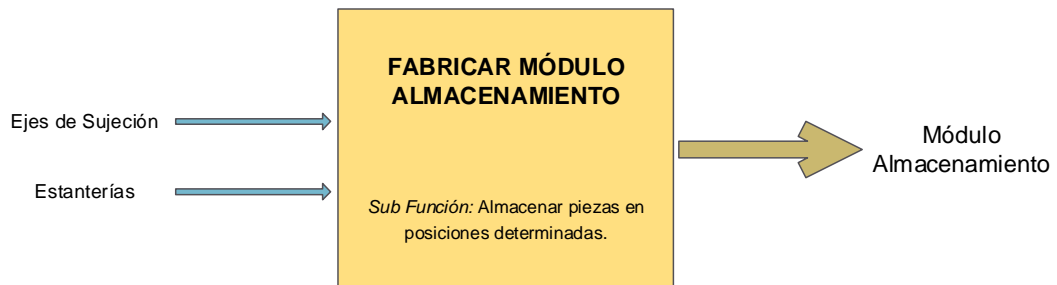 FABRICAR MÓDULO
ALMACENAMIENTO
Ejes de Sujeción
Estanterías
Sub Función: Almacenar piezas en
posiciones determinadas.
Módulo
Almacenamiento